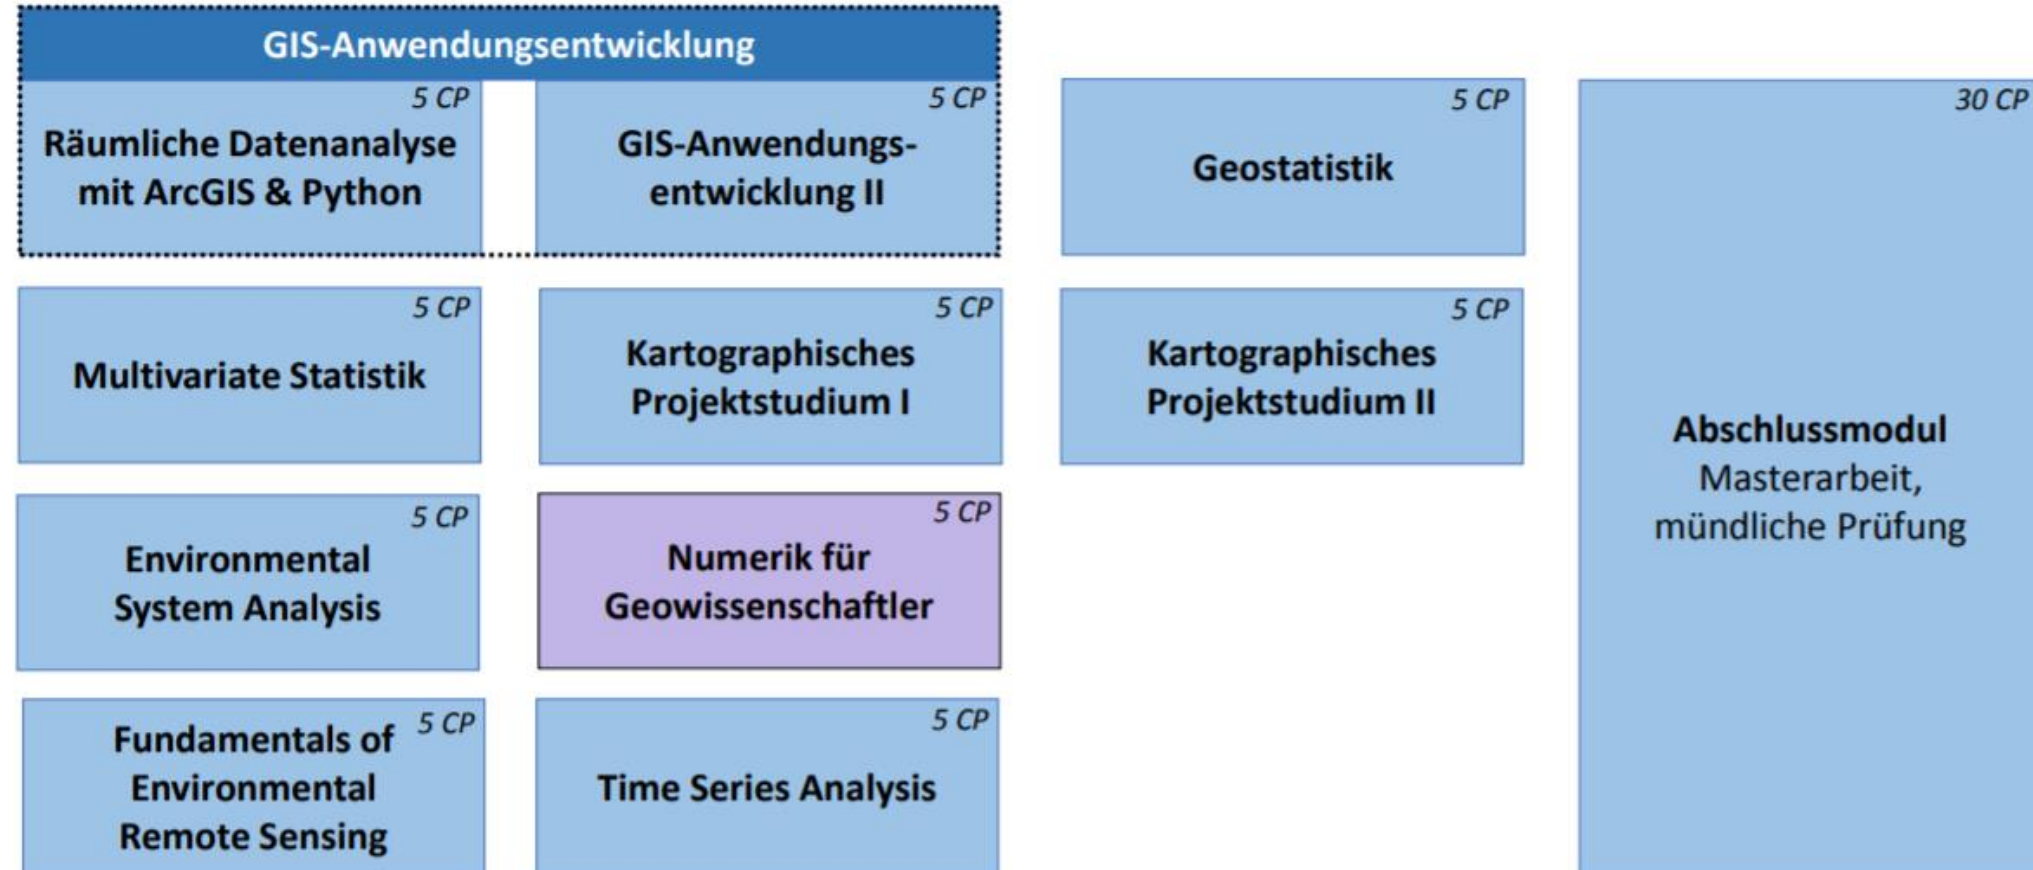 GIS-Anwendungsentwicklung
5 CP
Räumliche Datenanalyse
mit ArcGIS & Python
5 CP
GIS-Anwendungs-
entwicklung II
5 CP
Geostatistik
30 CP
Abschlussmodul
Masterarbeit,
mündliche Prüfung
5 CP
Multivariate Statistik
5 CP
Kartographisches
Projektstudium I
5 CP
Kartographisches
Projektstudium II
5 CP
Environmental
System Analysis
5 CP
Numerik für
Geowissenschaftler
5 CP
Fundamentals of
Environmental
Remote Sensing
5 CP
Time Series Analysis